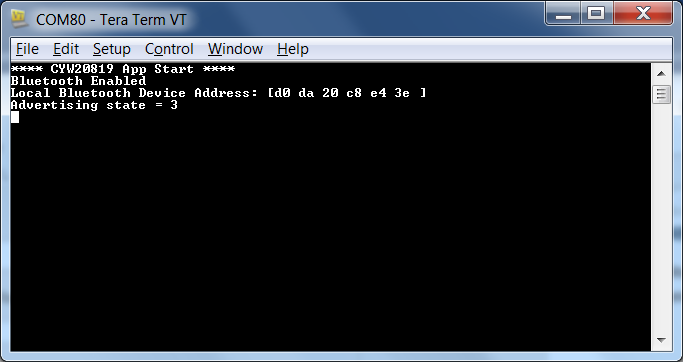 COM80 - Tera Term VT
File Edit Setup Control Window Help
**** CYW20819 App Start ****
Bluetooth Enabled
Local Bluetooth Device Address: [d0 da 20 c8 e4 3e ]
Advertising state = 3